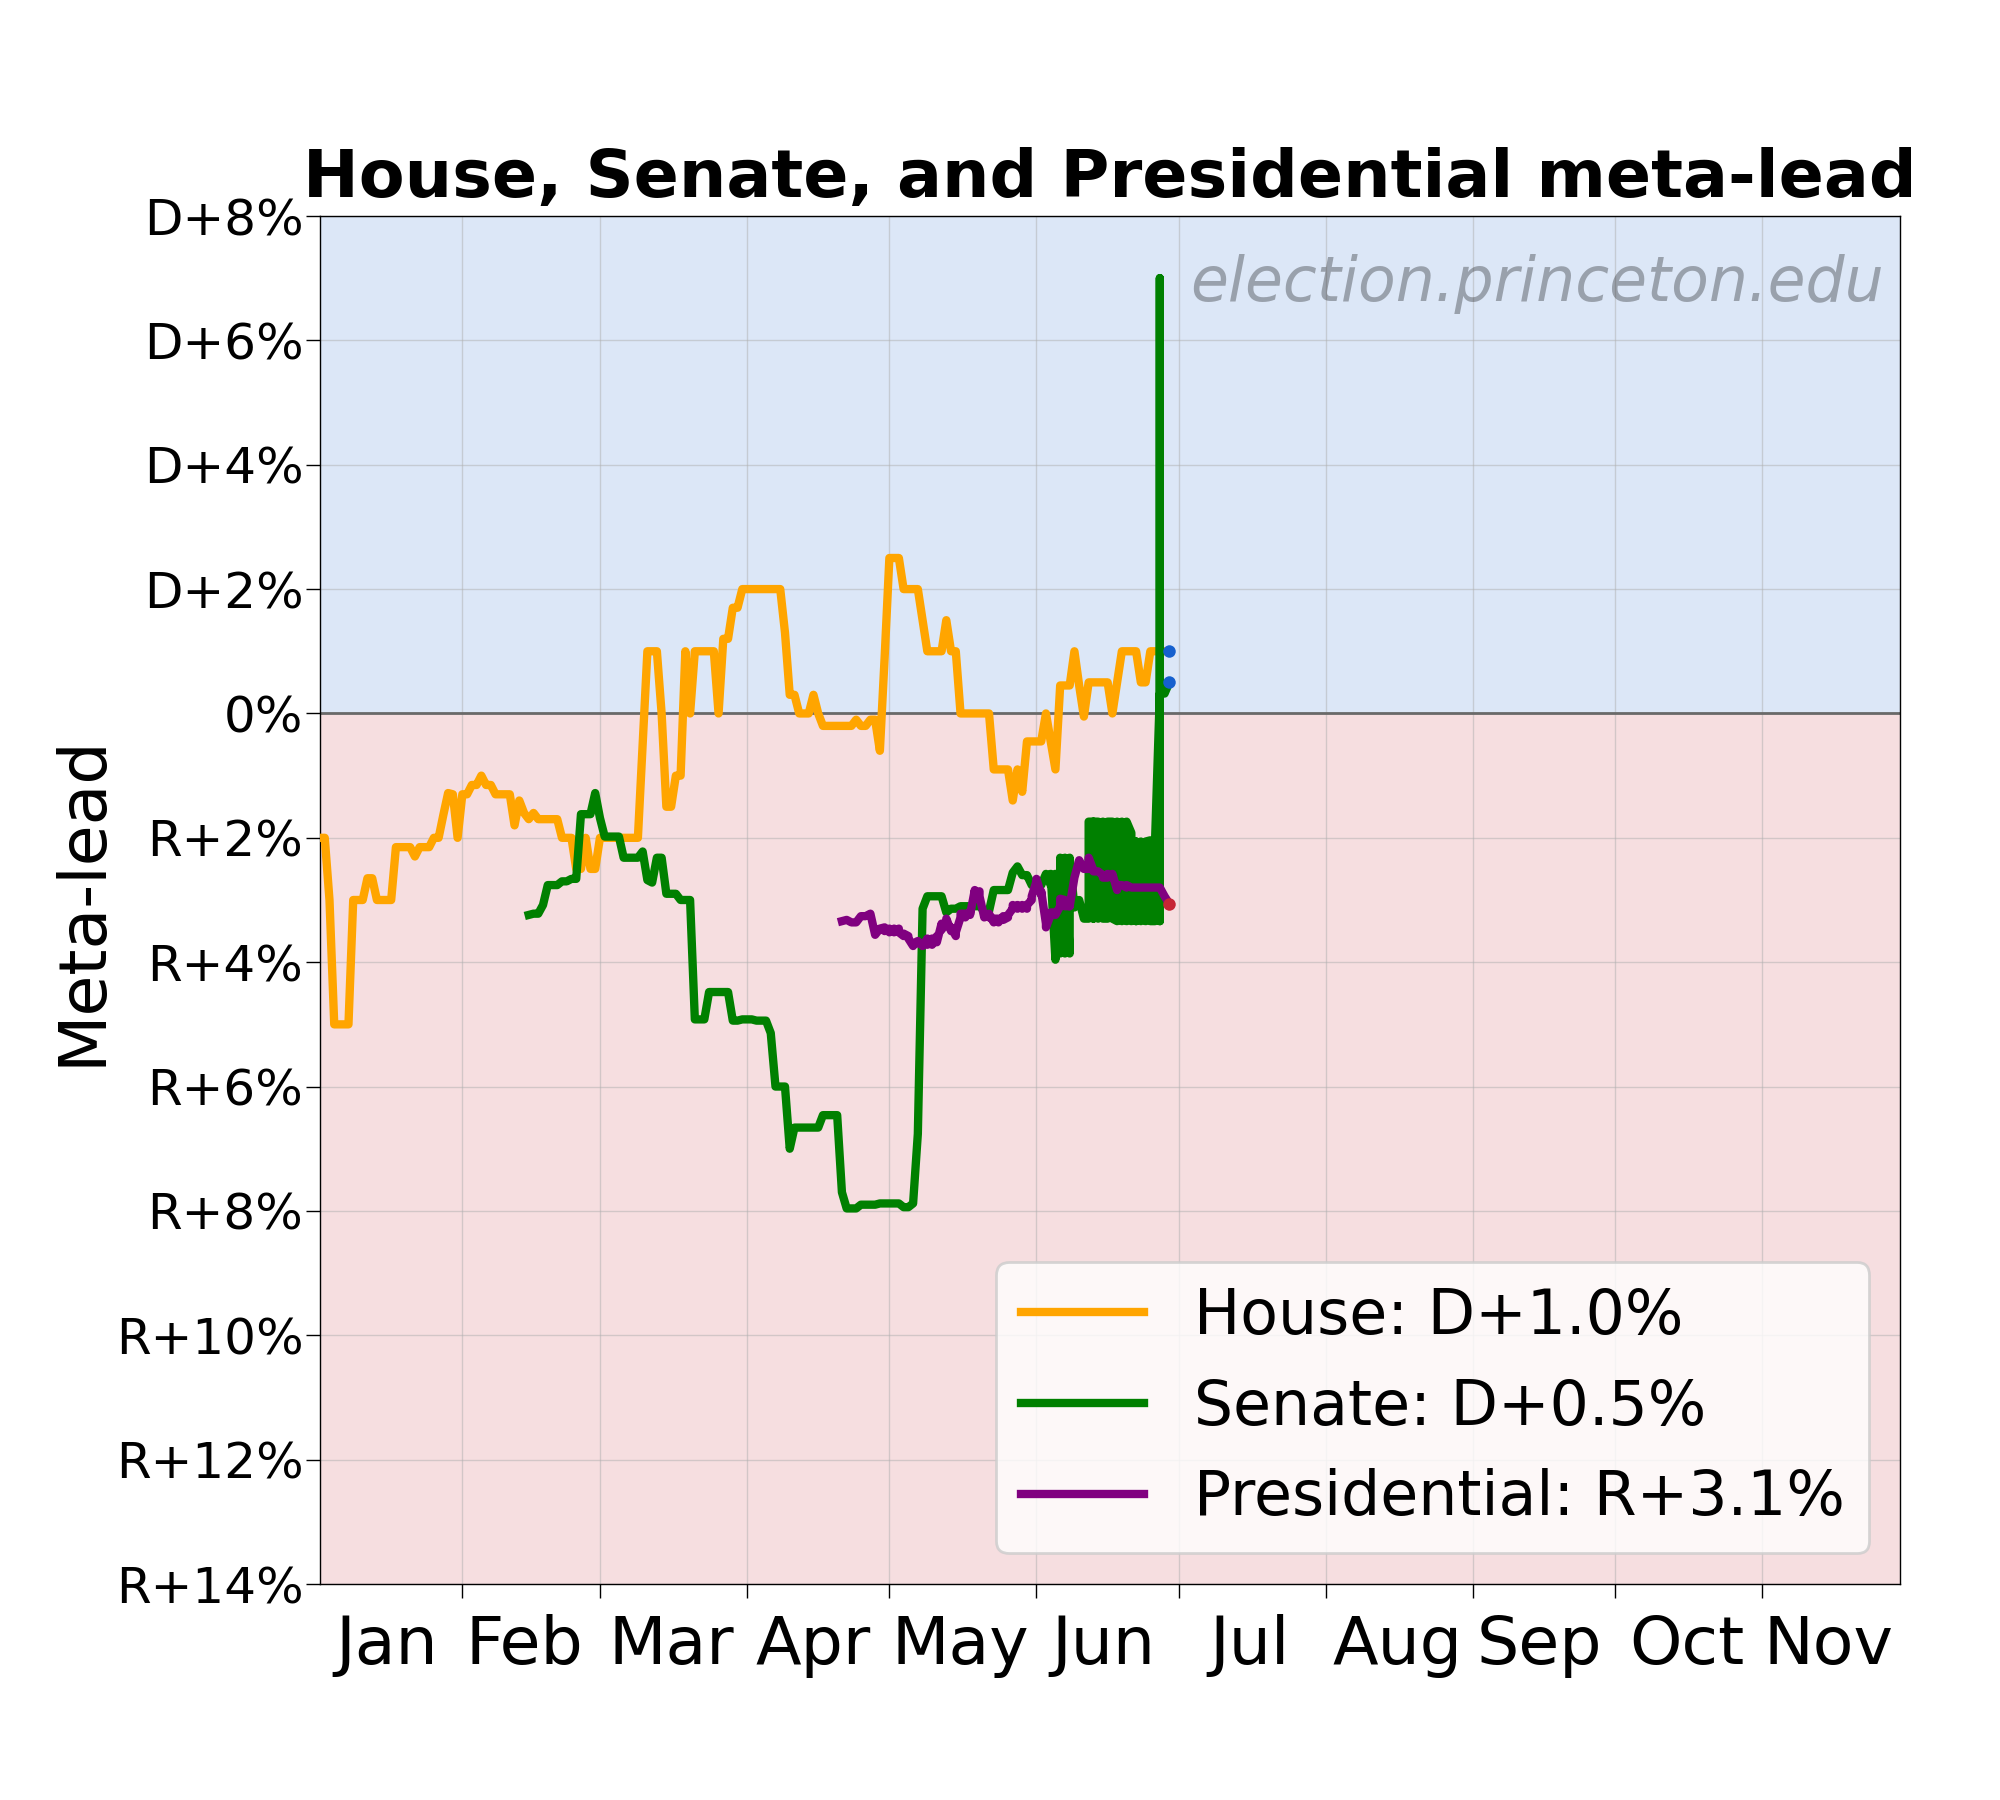 House, Senate, and Presidential meta-lead
election.princeton.edu
Meta-lead
D+8%
D+6%
D+4%
D+2%
0%
R+2%
R+4%
R+6%
R+8%
R+10%
R+12%
R+14%
House: D+1.0%
Senate: D+0.5%
Presidential: R+3.1%
Jan Feb Mar Apr May Jun Jul Aug Sep Oct Nov